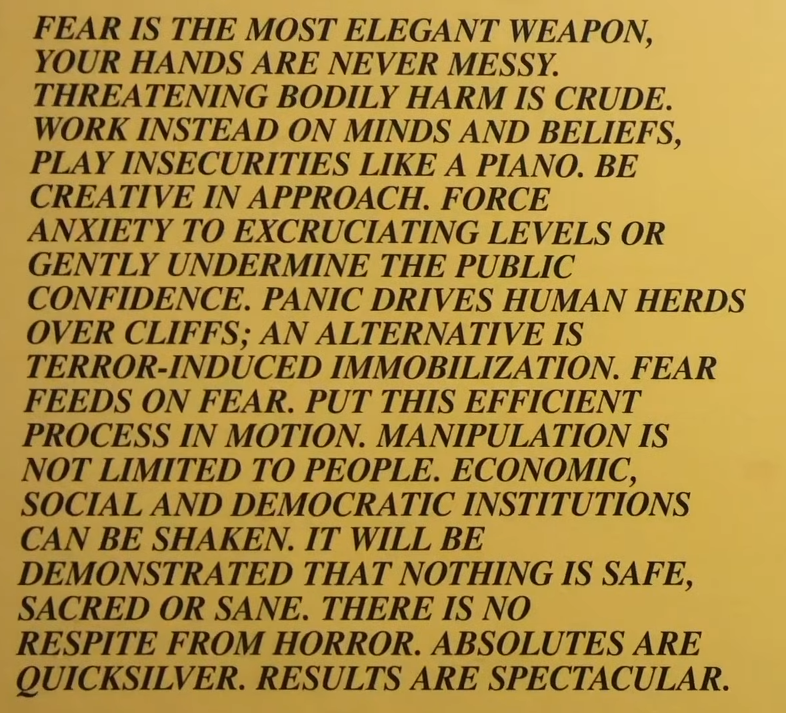 FEAR IS THE MOST ELEGANT WEAPON,
YOUR HANDS ARE NEVER MESSY.
THREATENING BODILY HARM IS CRUDE.
WORK INSTEAD ON MINDS AND BELIEFS,
PLAY INSECURITIES LIKE A PIANO. BE
CREATIVE IN APPROACH. FORCE
ANXIETY TO EXCRUCIATING LEVELS OR
GENTLY UNDERMINE THE PUBLIC
CONFIDENCE. PANIC DRIVES HUMAN HERDS
OVER CLIFFS; AN ALTERNATIVE IS
TERROR-INDUCED IMMOBILIZATION. FEAR
FEEDS ON FEAR. PUT THIS EFFICIENT
PROCESS IN MOTION. MANIPULATION IS
NOT LIMITED TO PEOPLE. ECONOMIC,
SOCIAL AND DEMOCRATIC INSTITUTIONS
CAN BE SHAKEN. IT WILL BE
DEMONSTRATED THAT NOTHING IS SAFE,
SACRED OR SANE. THERE IS NO
RESPITE FROM HORROR. ABSOLUTES ARE
QUICKSILVER. RESULTS ARE SPECTACULAR.